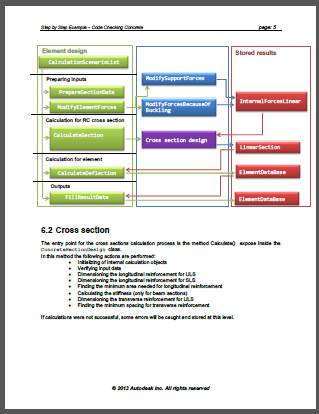 Step by Step Example – Code Checking Concrete page: 5
Element design
Stored results
CalculationScenarioList
Preparing inputs
PrepareSectionData
ModifyElementForces
ModifySupportForces
ModifyForcesBecauseOf
Buckling
InternalForcesLinear
Calculation for RC cross section
CalculateSection
Cross section design
LinearSection
Calculation for element
CalculateDeflection
ElementDataBase
Outputs
FillResultData
ElementDataBase
6.2 Cross section
The entry point for the cross sections calculation process is the method Calculate() expose inside the
ConcreteSectionDesign class.
In this method the following actions are performed:
• Initializing of internal calculation objects
• Verifying input data
• Dimensioning the longitudinal reinforcement for ULS
• Dimensioning the longitudinal reinforcement for SLS
• Finding the minimum area needed for longitudinal reinforcement
• Calculating the stiffness (only for beam sections)
• Dimensioning the transverse reinforcement for ULS
• Finding the minimum spacing for transverse reinforcement
If calculations were not successful, some errors will be caught and stored at this level.
© 2013 Autodesk Inc. All rights reserved